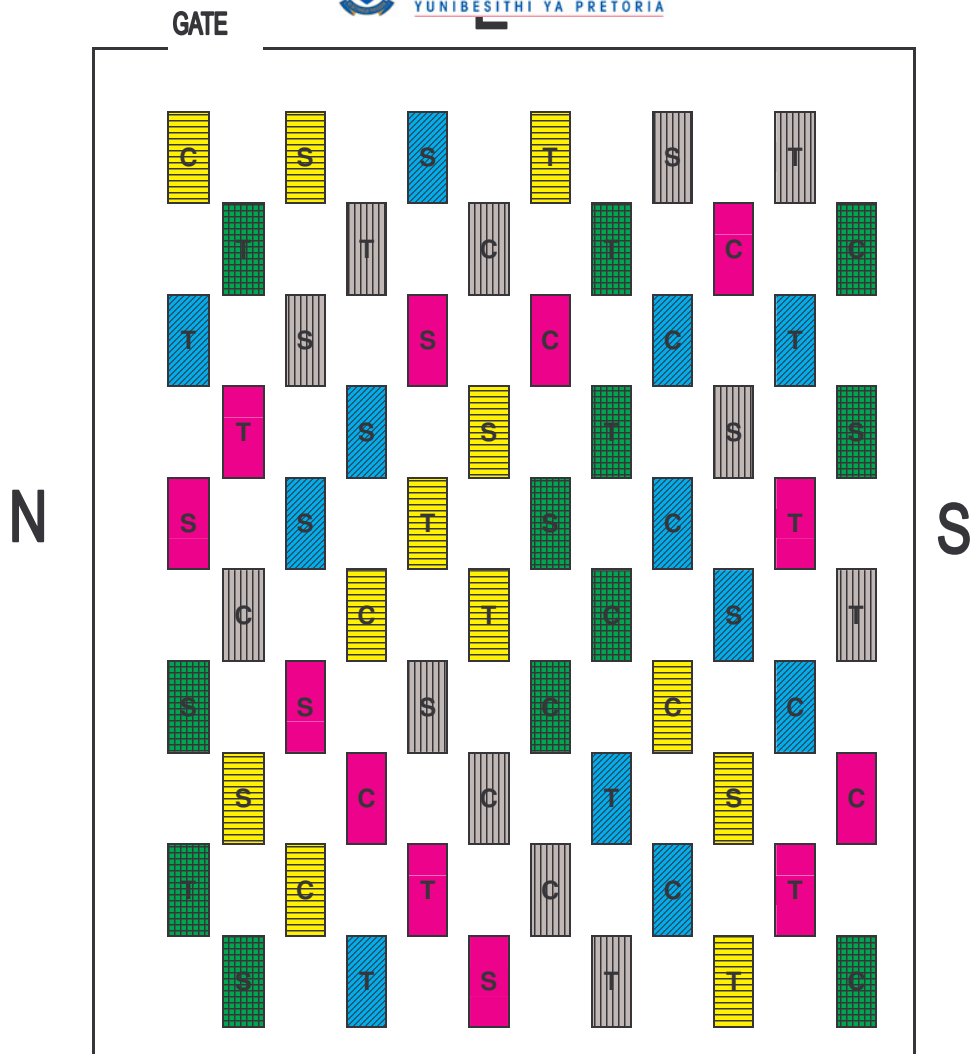 YUNIBESITHI YA PRETORIA
GATE
C S S T S T
T T C T C C
T S S C C T
T S S T S S
N
S
S S T S C T
C C T C S T
S S S C C C
S C C T S C
T C T C C T
S T S T T C